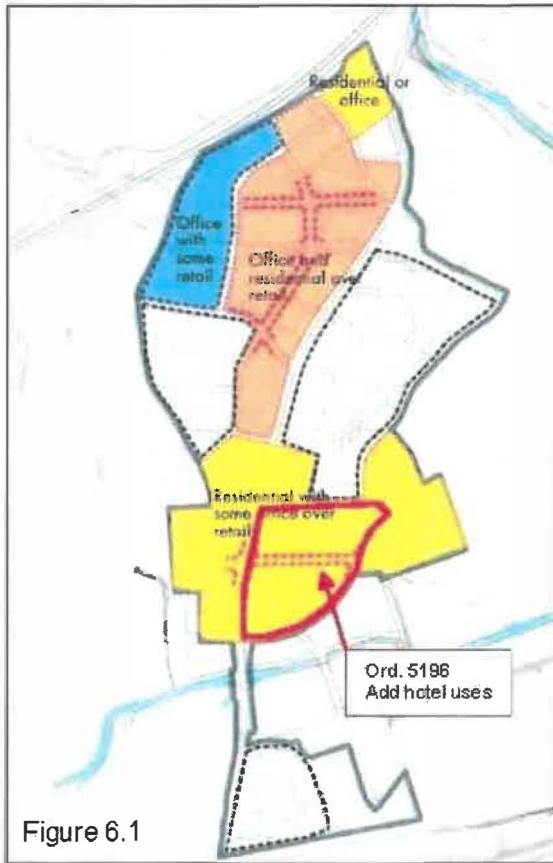 Residential or
office
Office
with
some
retail
Office
residential over
retail
Residential with
some office over
retail
Ord. 5196
Add hotel uses
Figure 6.1